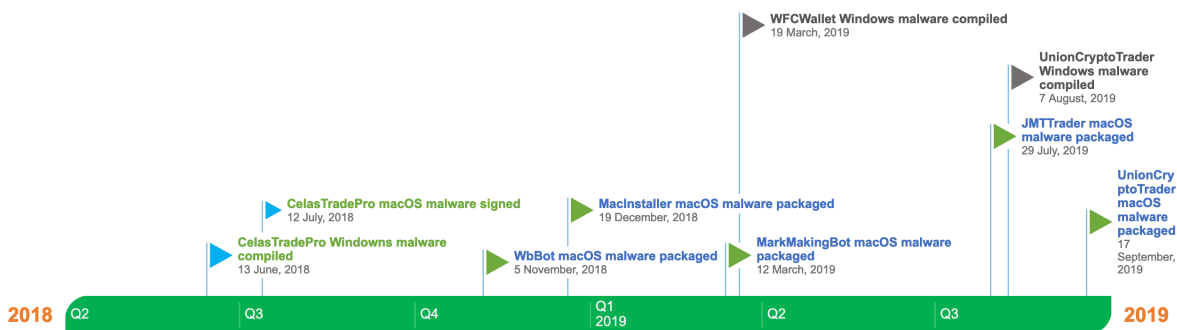 WFCWallet Windows malware compiled
19 March, 2019
UnionCryptoTrader
Windows malware
compiled
7 August, 2019
JMTTrader macOS
malware packaged
29 July, 2019
UnionCry
ptoTrader
macOS
malware
packaged
17
September,
2019
CelasTradePro macOS malware signed
12 July, 2018
MacInstaller macOS malware packaged
19 December, 2018
CelasTradePro Windowns malware
compiled
13 June, 2018
WbBot macOS malware packaged
5 November, 2018
MarkMakingBot macOS malware
packaged
12 March, 2019
2018
Q2
Q3
Q4
Q1
2019
Q2
Q3
2019